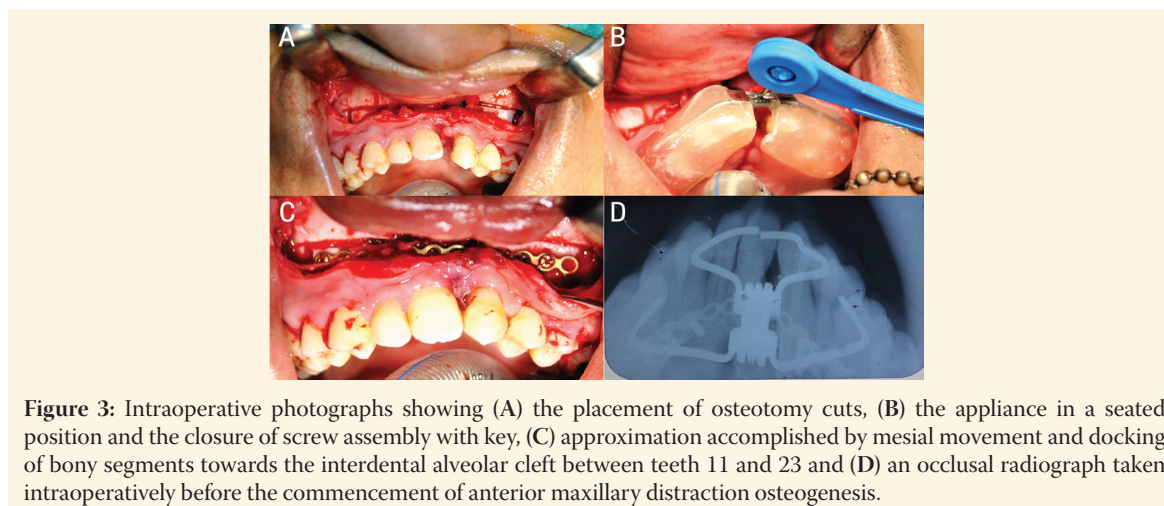 A
B
C
D
Figure 3: Intraoperative photographs showing (A) the placement of osteotomy cuts, (B) the appliance in a seated
position and the closure of screw assembly with key, (C) approximation accomplished by mesial movement and docking
of bony segments towards the interdental alveolar cleft between teeth 11 and 23 and (D) an occlusal radiograph taken
intraoperatively before the commencement of anterior maxillary distraction osteogenesis.